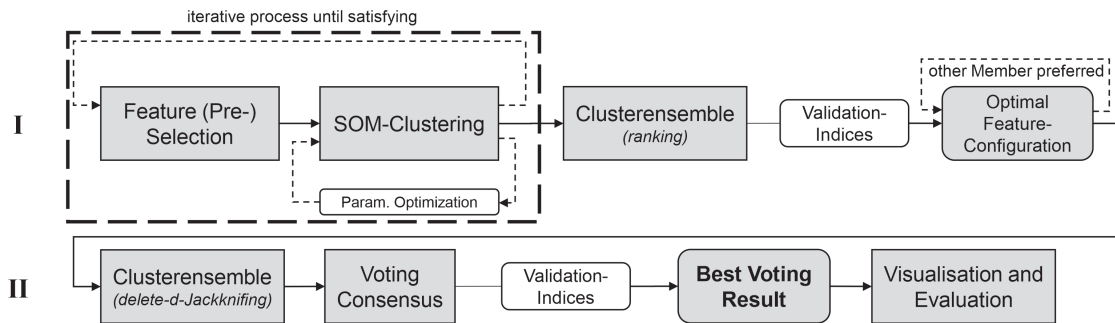 iterative process until satisfying
I
Feature (Pre-)
Selection
SOM-Clustering
Param. Optimization
Clusterensemble
(ranking)
Validation-
Indices
other Member preferred
Optimal
Feature-
Configuration
II
Clusterensemble
(delete-d-Jackknifing)
Voting
Consensus
Validation-
Indices
Best Voting
Result
Visualisation and
Evaluation